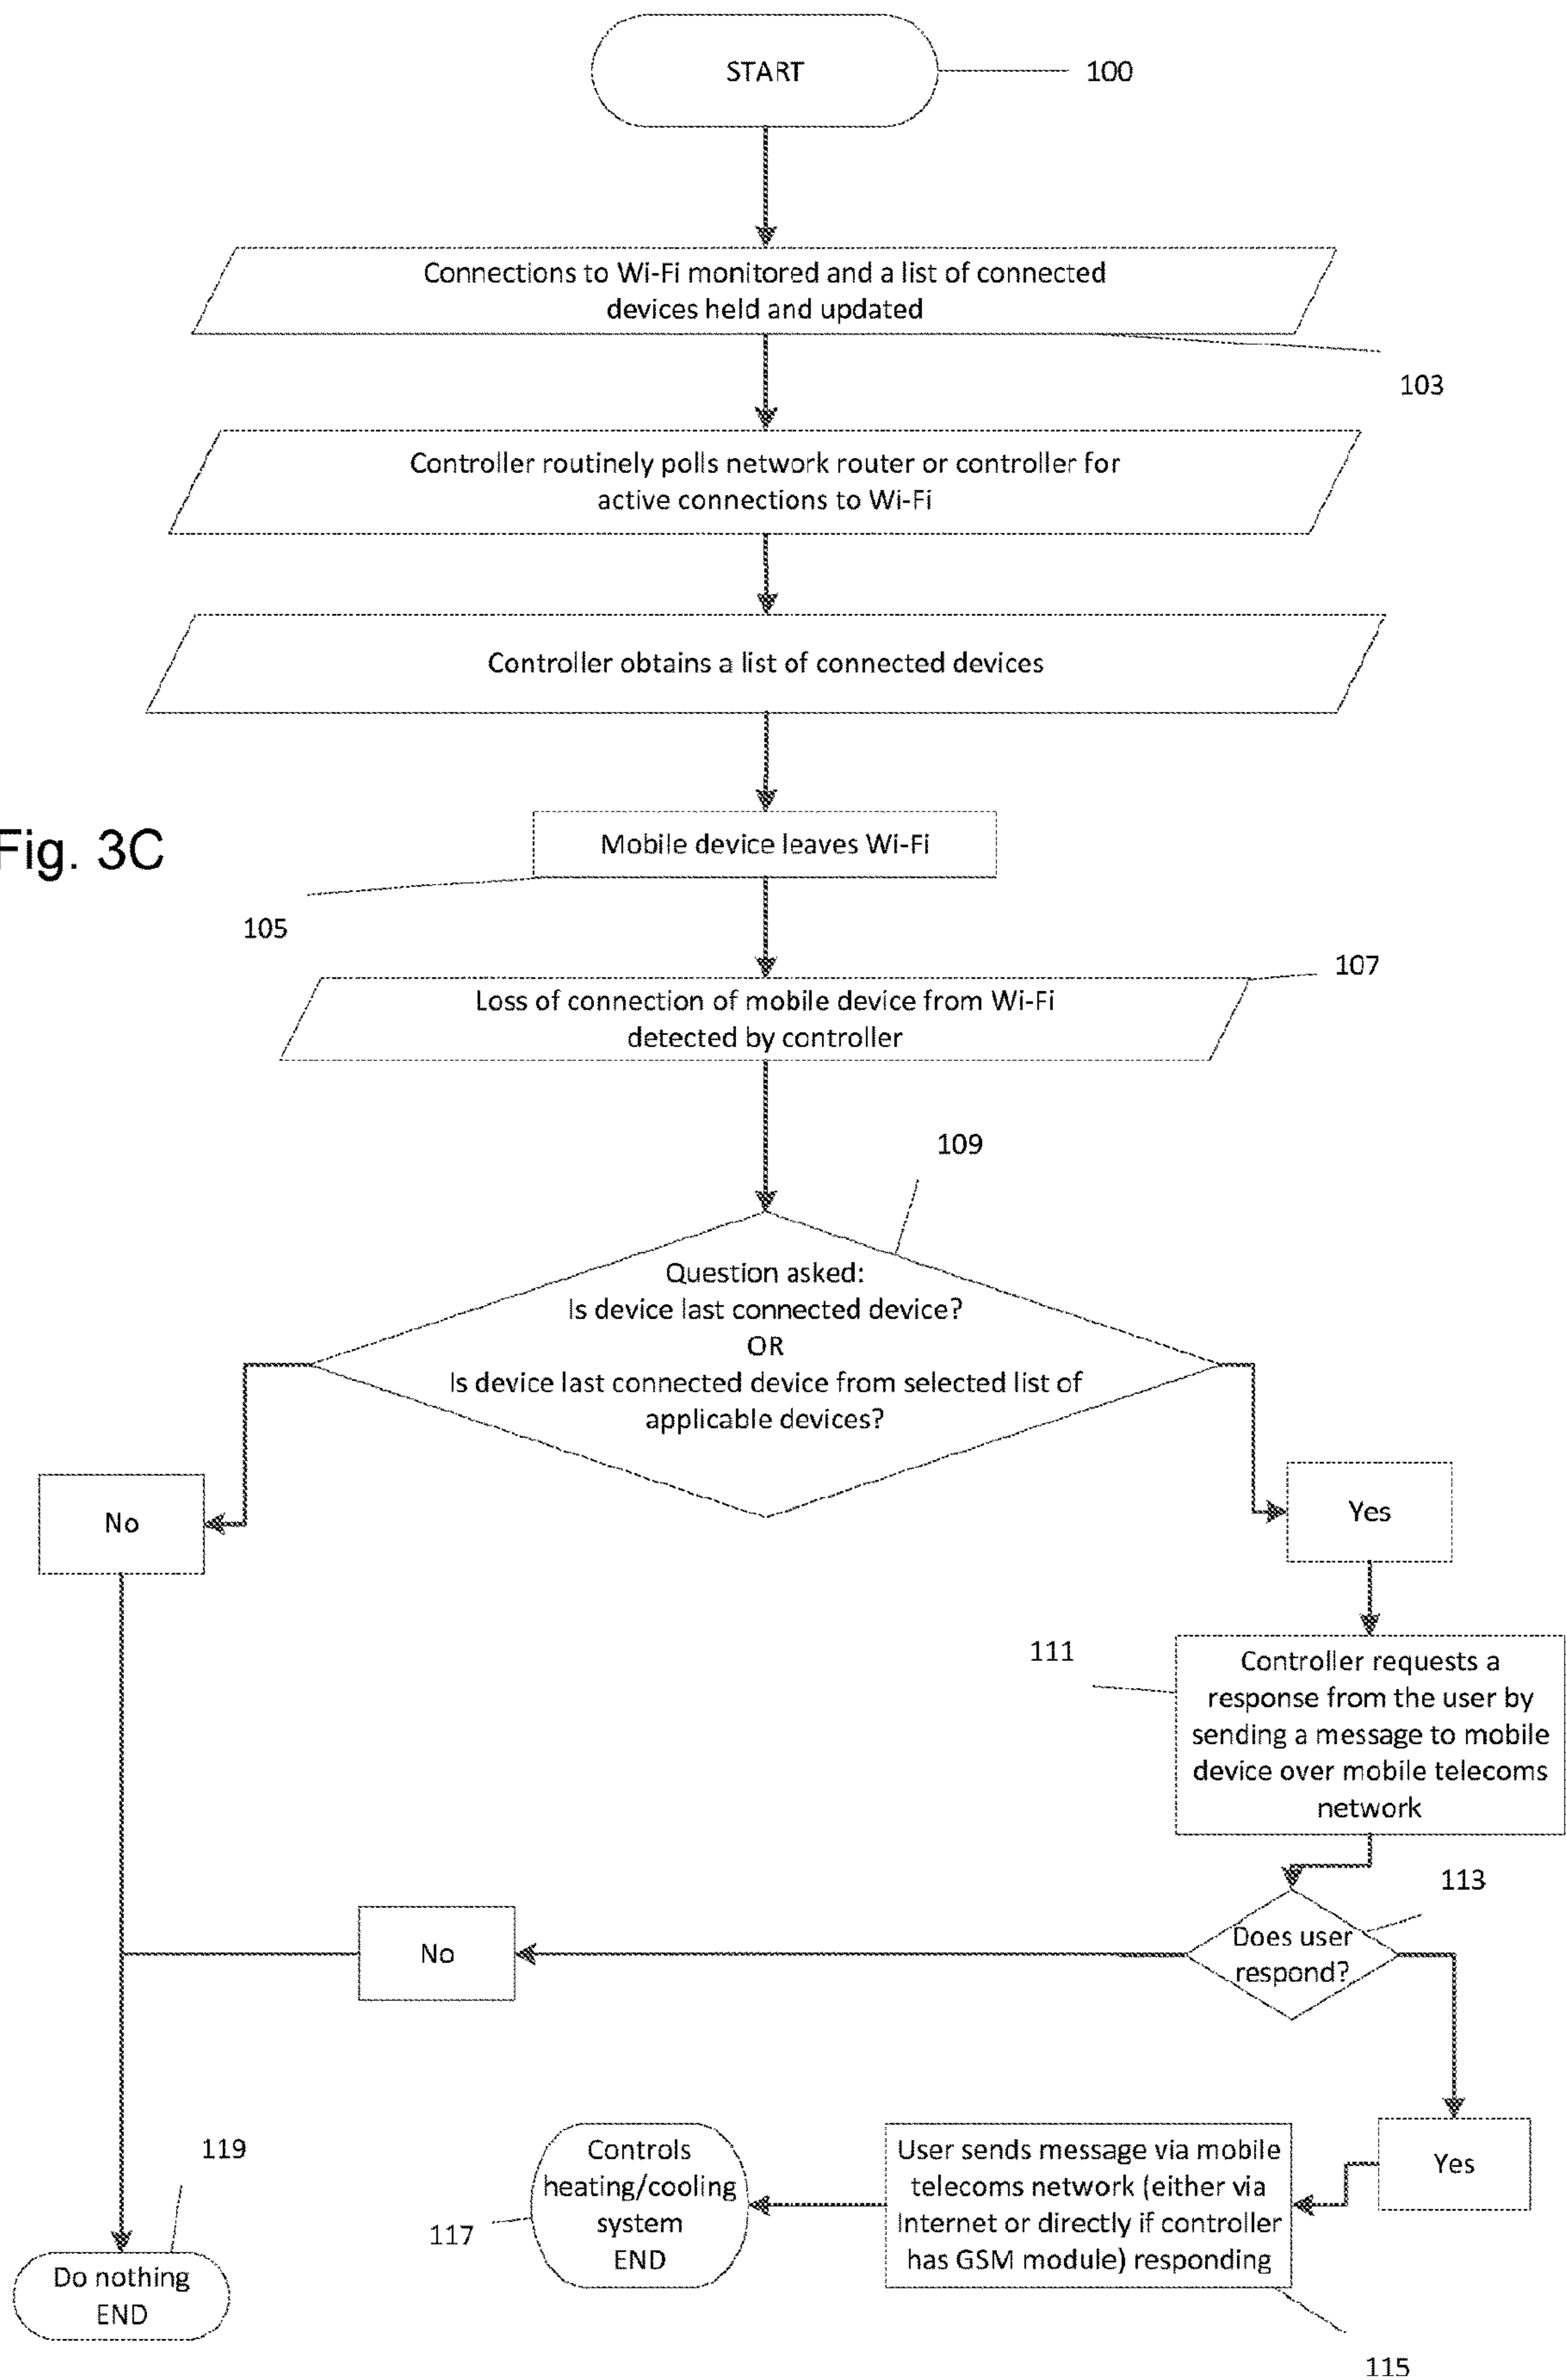 START
100
Connections to Wi-Fi monitored and a list of connected
devices held and updated
103
Controller routinely polls network router or controller for
active connections to Wi-Fi
Controller obtains a list of connected devices
Fig. 3C
Mobile device leaves Wi-Fi
105
107
Loss of connection of mobile device from Wi-Fi
detected by controller
109
Question asked:
Is device last connected device?
OR
Is device last connected device from selected list of
applicable devices?
No
Yes
111
Controller requests a
response from the user by
sending a message to mobile
device over mobile telecoms
network
113
Does user
respond?
No
Yes
119
Do nothing
END
117
Controls
heating/cooling
system
END
User sends message via mobile
telecoms network (either via
Internet or directly if controller
has GSM module) responding
115